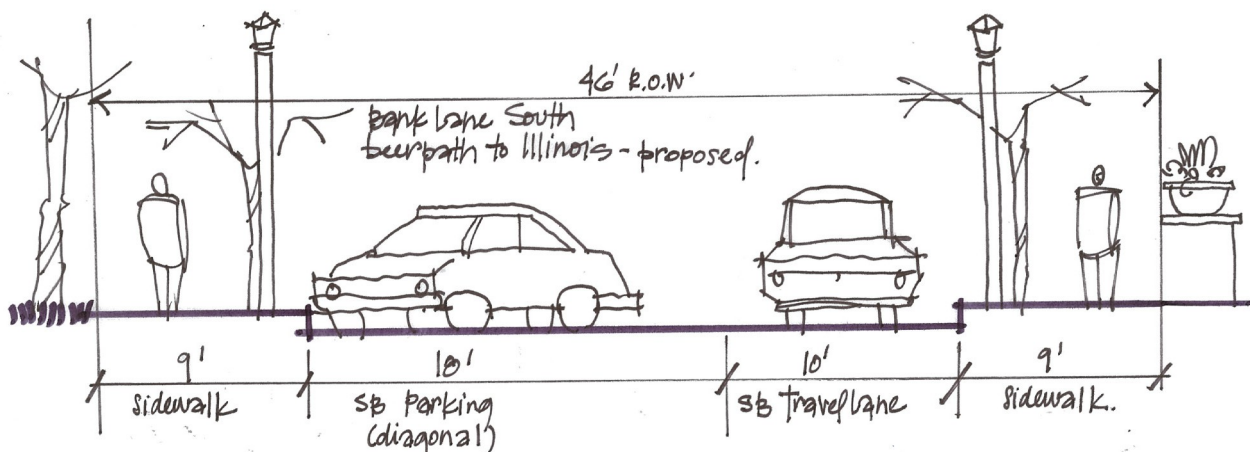 46' R.O.W.
Bank Lane South
Deerpath to Illinois - proposed.
9'
18'
10'
9'
sidewalk
SB Parking
(diagonal)
SB travel lane
sidewalk.